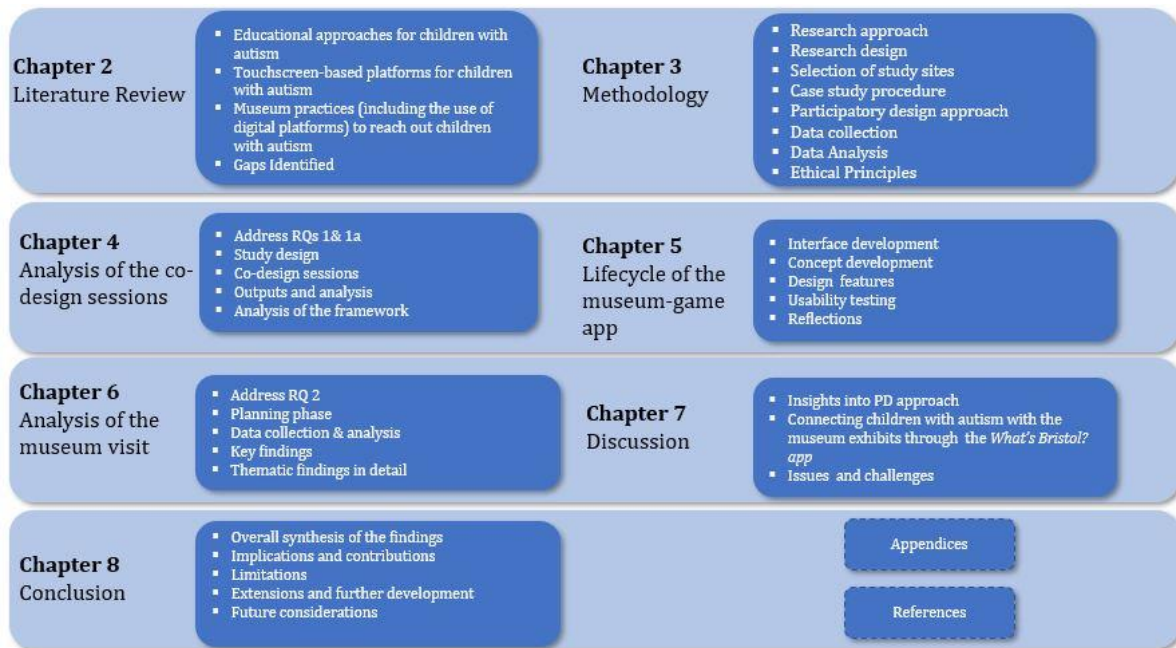 Chapter 2
Literature Review
▪ Educational approaches for children with
autism
▪ Touchscreen-based platforms for children
with autism
▪ Museum practices (including the use of
digital platforms) to reach out children
with autism
▪ Gaps Identified
Chapter 3
Methodology
▪ Research approach
▪ Research design
▪ Selection of study sites
▪ Case study procedure
▪ Participatory design approach
▪ Data collection
▪ Data Analysis
▪ Ethical Principles
Chapter 4
Analysis of the co-
design sessions
▪ Address RQs 1& 1a
▪ Study design
▪ Co-design sessions
▪ Outputs and analysis
▪ Analysis of the framework
Chapter 5
Lifecycle of the
museum-game
app
▪ Interface development
▪ Concept development
▪ Design features
▪ Usability testing
▪ Reflections
Chapter 6
Analysis of the
museum visit
▪ Address RQ 2
▪ Planning phase
▪ Data collection & analysis
▪ Key findings
▪ Thematic findings in detail
Chapter 7
Discussion
▪ Insights into PD approach
▪ Connecting children with autism with the
museum exhibits through the What's Bristol?
app
▪ Issues and challenges
Chapter 8
Conclusion
▪ Overall synthesis of the findings
▪ Implications and contributions
▪ Limitations
▪ Extensions and further development
▪ Future considerations
Appendices
References